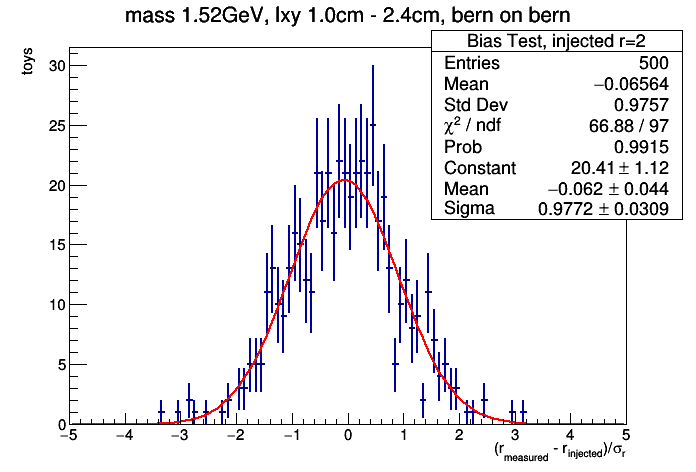 mass 1.52GeV, lxy 1.0cm - 2.4cm, bern on bern
Bias Test, injected r=2
Entries 500
Mean −0.06564
Std Dev 0.9757
χ² / ndf 66.88 / 97
Prob 0.9915
Constant 20.41 ± 1.12
Mean −0.062 ± 0.044
Sigma 0.9772 ± 0.0309
toys
30
25
20
15
10
5
0
−5 −4 −3 −2 −1 0 1 2 3 4 5
(r_measured - r_injected)/σ_r